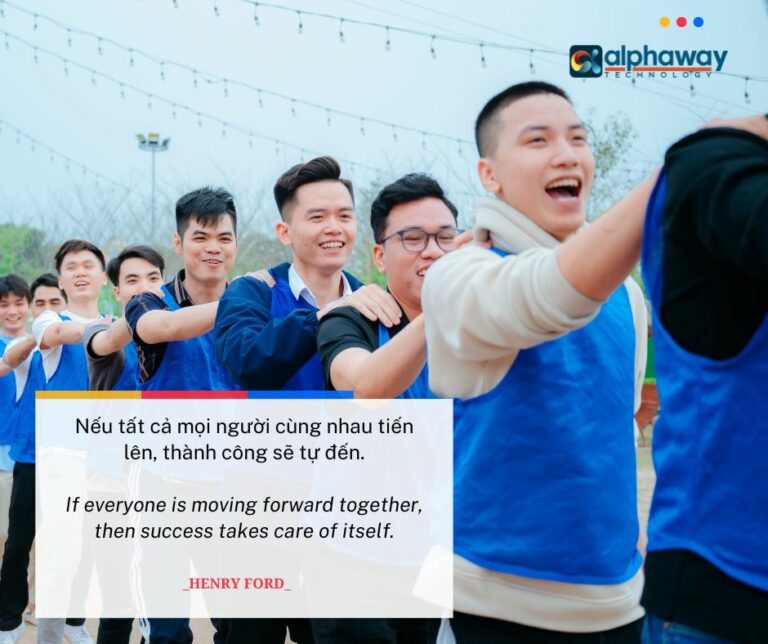 alphaway
TECHNOLOGY
Nếu tất cả mọi người cùng nhau tiến
lên, thành công sẽ tự đến.
If everyone is moving forward together,
then success takes care of itself.
_HENRY FORD_